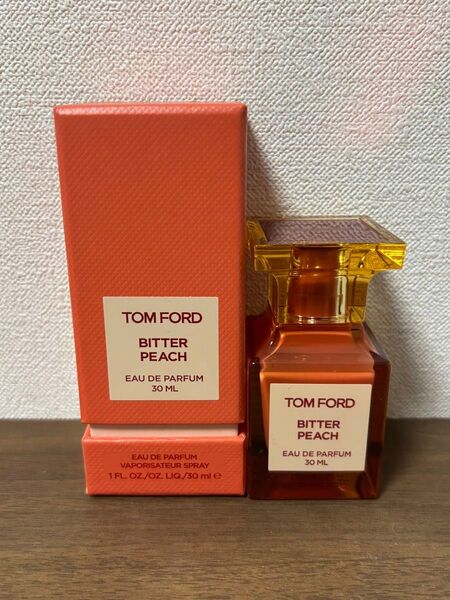 TOM FORD
BITTER
PEACH
EAU DE PARFUM
30 ML
EAU DE PARFUM
VAPORISATEUR SPRAY
1 FL. OZ./OZ. LIQ./30 ml ℮
TOM FORD
BITTER
PEACH
EAU DE PARFUM
30 ML